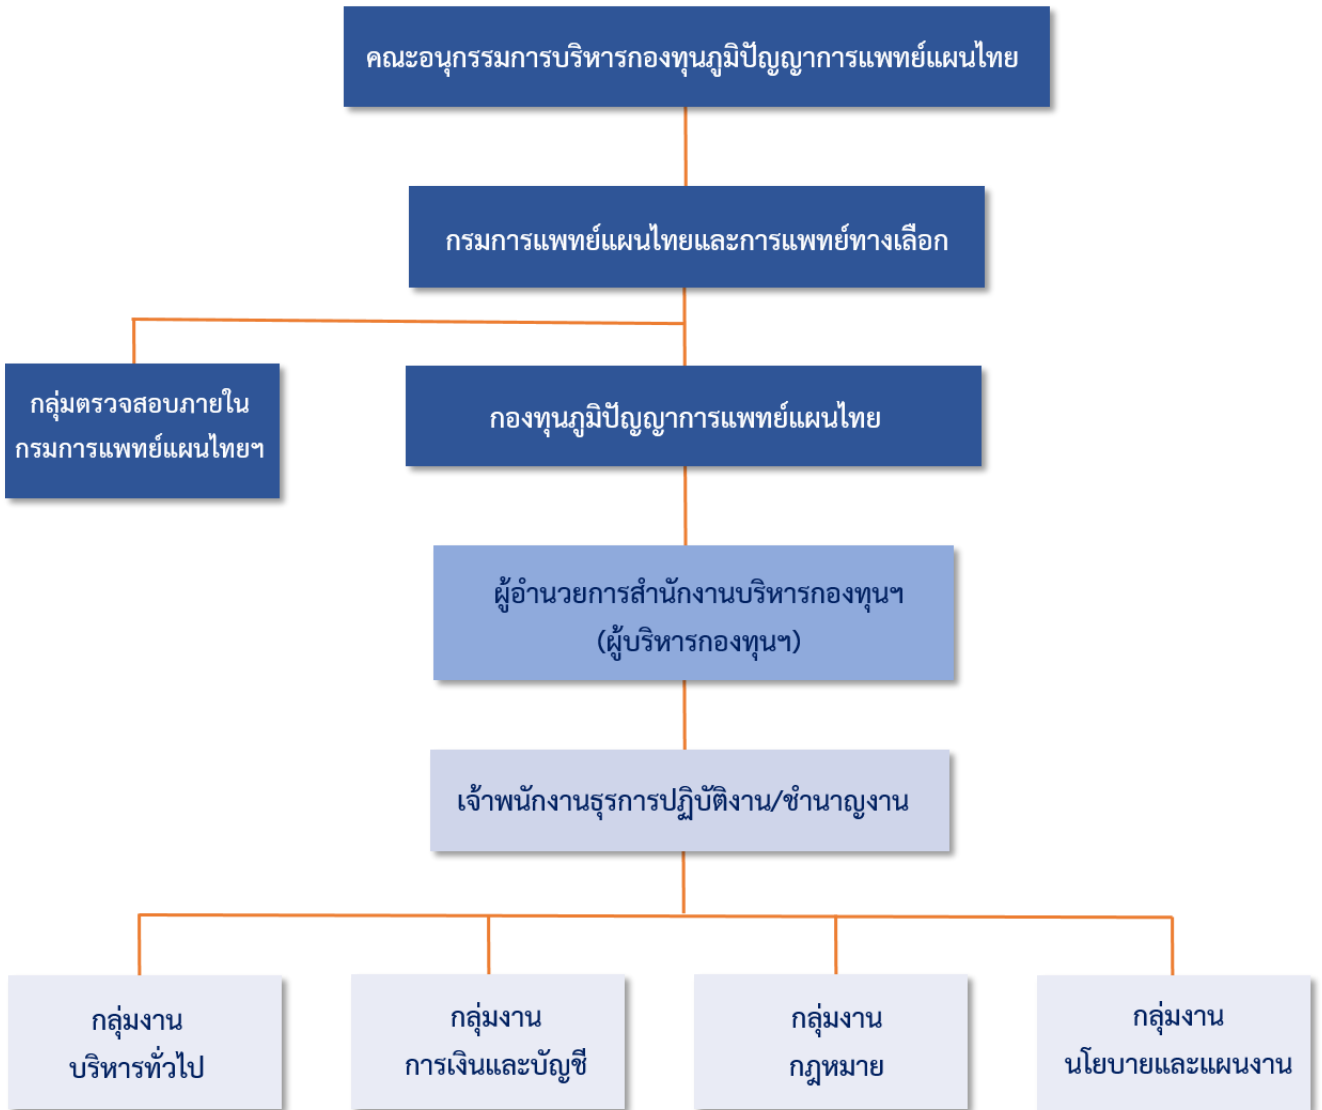 คณะอนุกรรมการบริหารกองทุนภูมิปัญญาการแพทย์แผนไทย
กรมการแพทย์แผนไทยและการแพทย์ทางเลือก
กลุ่มตรวจสอบภายใน
กรมการแพทย์แผนไทยฯ
กองทุนภูมิปัญญาการแพทย์แผนไทย
ผู้อำนวยการสำนักงานบริหารกองทุนฯ
(ผู้บริหารกองทุนฯ)
เจ้าพนักงานธุรการปฏิบัติงาน/ชำนาญงาน
กลุ่มงาน
บริหารทั่วไป
กลุ่มงาน
การเงินและบัญชี
กลุ่มงาน
กฎหมาย
กลุ่มงาน
นโยบายและแผนงาน